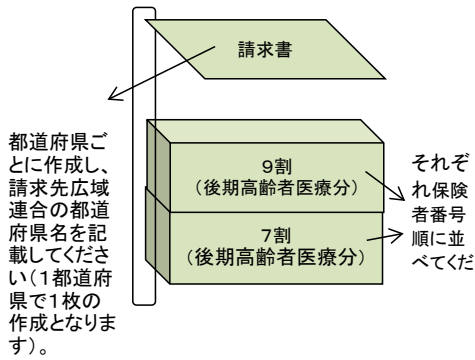 請求書
都道府県ご
とに作成し、
請求先広域
連合の都道
府県名を記
載してくださ
い(1都道府
県で1枚の
作成となりま
す)。
9割
(後期高齢者医療分)
7割
(後期高齢者医療分)
それぞ
れ保険
者番号
順に並
べてくだ